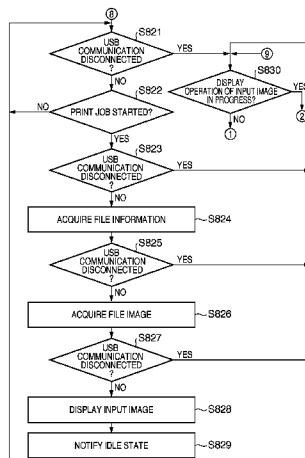 8
S821
USB
COMMUNICATION
DISCONNECTED
?
YES
9
S830
DISPLAY
OPERATION OF INPUT IMAGE
IN PROGRESS?
YES
2
NO
1
NO
S822
NO
PRINT JOB STARTED?
YES
S823
USB
COMMUNICATION
DISCONNECTED
?
YES
NO
ACQUIRE FILE INFORMATION
S824
S825
USB
COMMUNICATION
DISCONNECTED
?
YES
NO
ACQUIRE FILE IMAGE
S826
S827
USB
COMMUNICATION
DISCONNECTED
?
YES
NO
DISPLAY INPUT IMAGE
S828
NOTIFY IDLE STATE
S829